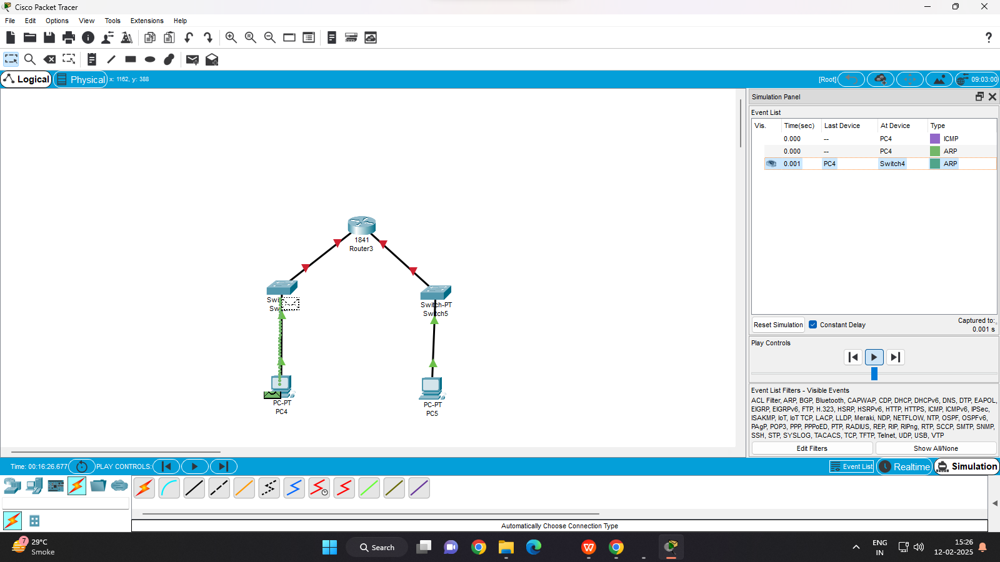 Cisco Packet Tracer
File Edit Options View Tools Extensions Help
Logical Physical x: 1162, y: 388 [Root] 09:03:00
Simulation Panel
Event List
Vis. Time(sec) Last Device At Device Type
0.000 -- PC4 ICMP
0.000 -- PC4 ARP
0.001 PC4 Switch4 ARP
1841
Router3
Swi
Sw
Switch-PT
Switch5
PC-PT
PC4
PC-PT
PC5
Reset Simulation Constant Delay Captured to:
0.001 s
Play Controls
Event List Filters - Visible Events
ACL Filter, ARP, BGP, Bluetooth, CAPWAP, CDP, DHCP, DHCPv6, DNS, DTP, EAPOL,
EIGRP, EIGRPv6, FTP, H.323, HSRP, HSRPv6, HTTP, HTTPS, ICMP, ICMPv6, IPSec,
ISAKMP, IoT, IoT TCP, LACP, LLDP, Meraki, NDP, NETFLOW, NTP, OSPF, OSPFv6,
PAgP, POP3, PPP, PPPoED, PTP, RADIUS, REP, RIP, RIPng, RTP, SCCP, SMTP, SNMP,
SSH, STP, SYSLOG, TACACS, TCP, TFTP, Telnet, UDP, USB, VTP
Edit Filters Show All/None
Time: 00:16:26.677 PLAY CONTROLS: Event List Realtime Simulation
Automatically Choose Connection Type
7
29°C
Smoke
Search
ENG
IN
15:26
12-02-2025